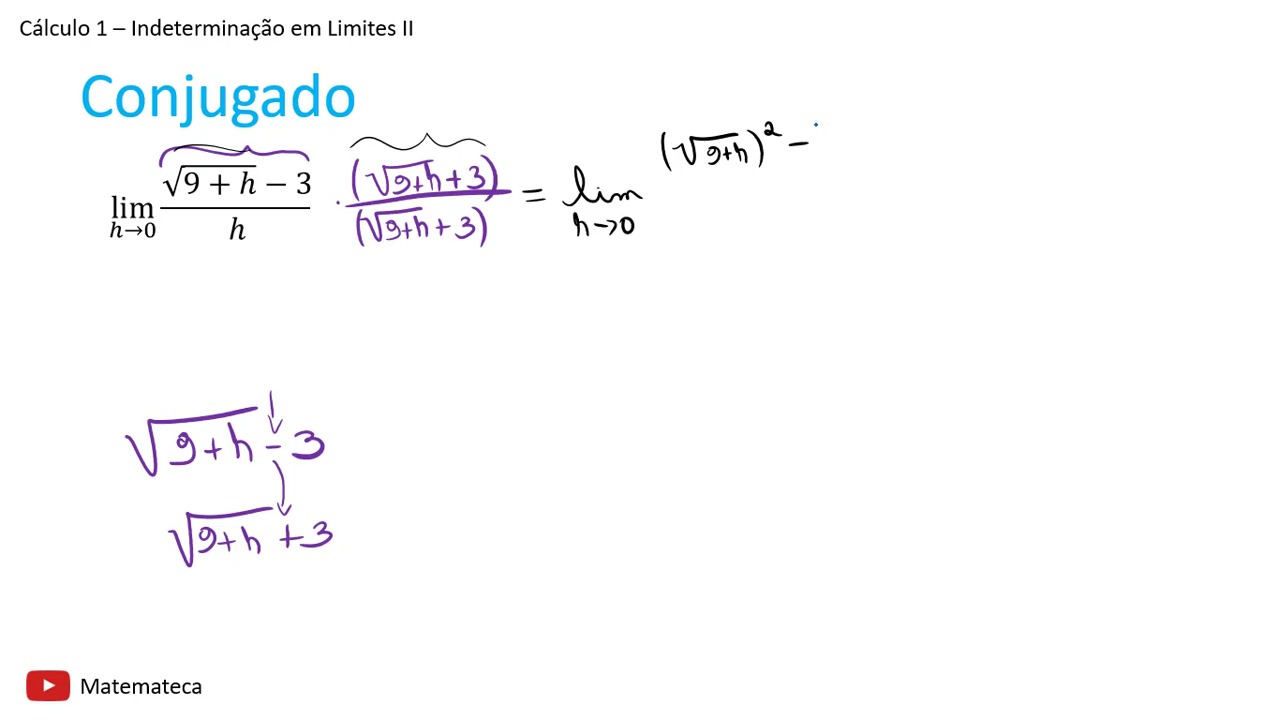 Cálculo 1 – Indeterminação em Limites II
Conjugado
lim h→0 (√(9 + h) − 3)/h · (√(9+h) + 3)/(√(9+h) + 3) = lim h→0 (√(9+h))² −
√(9+h) − 3
√(9+h) + 3
Matemateca